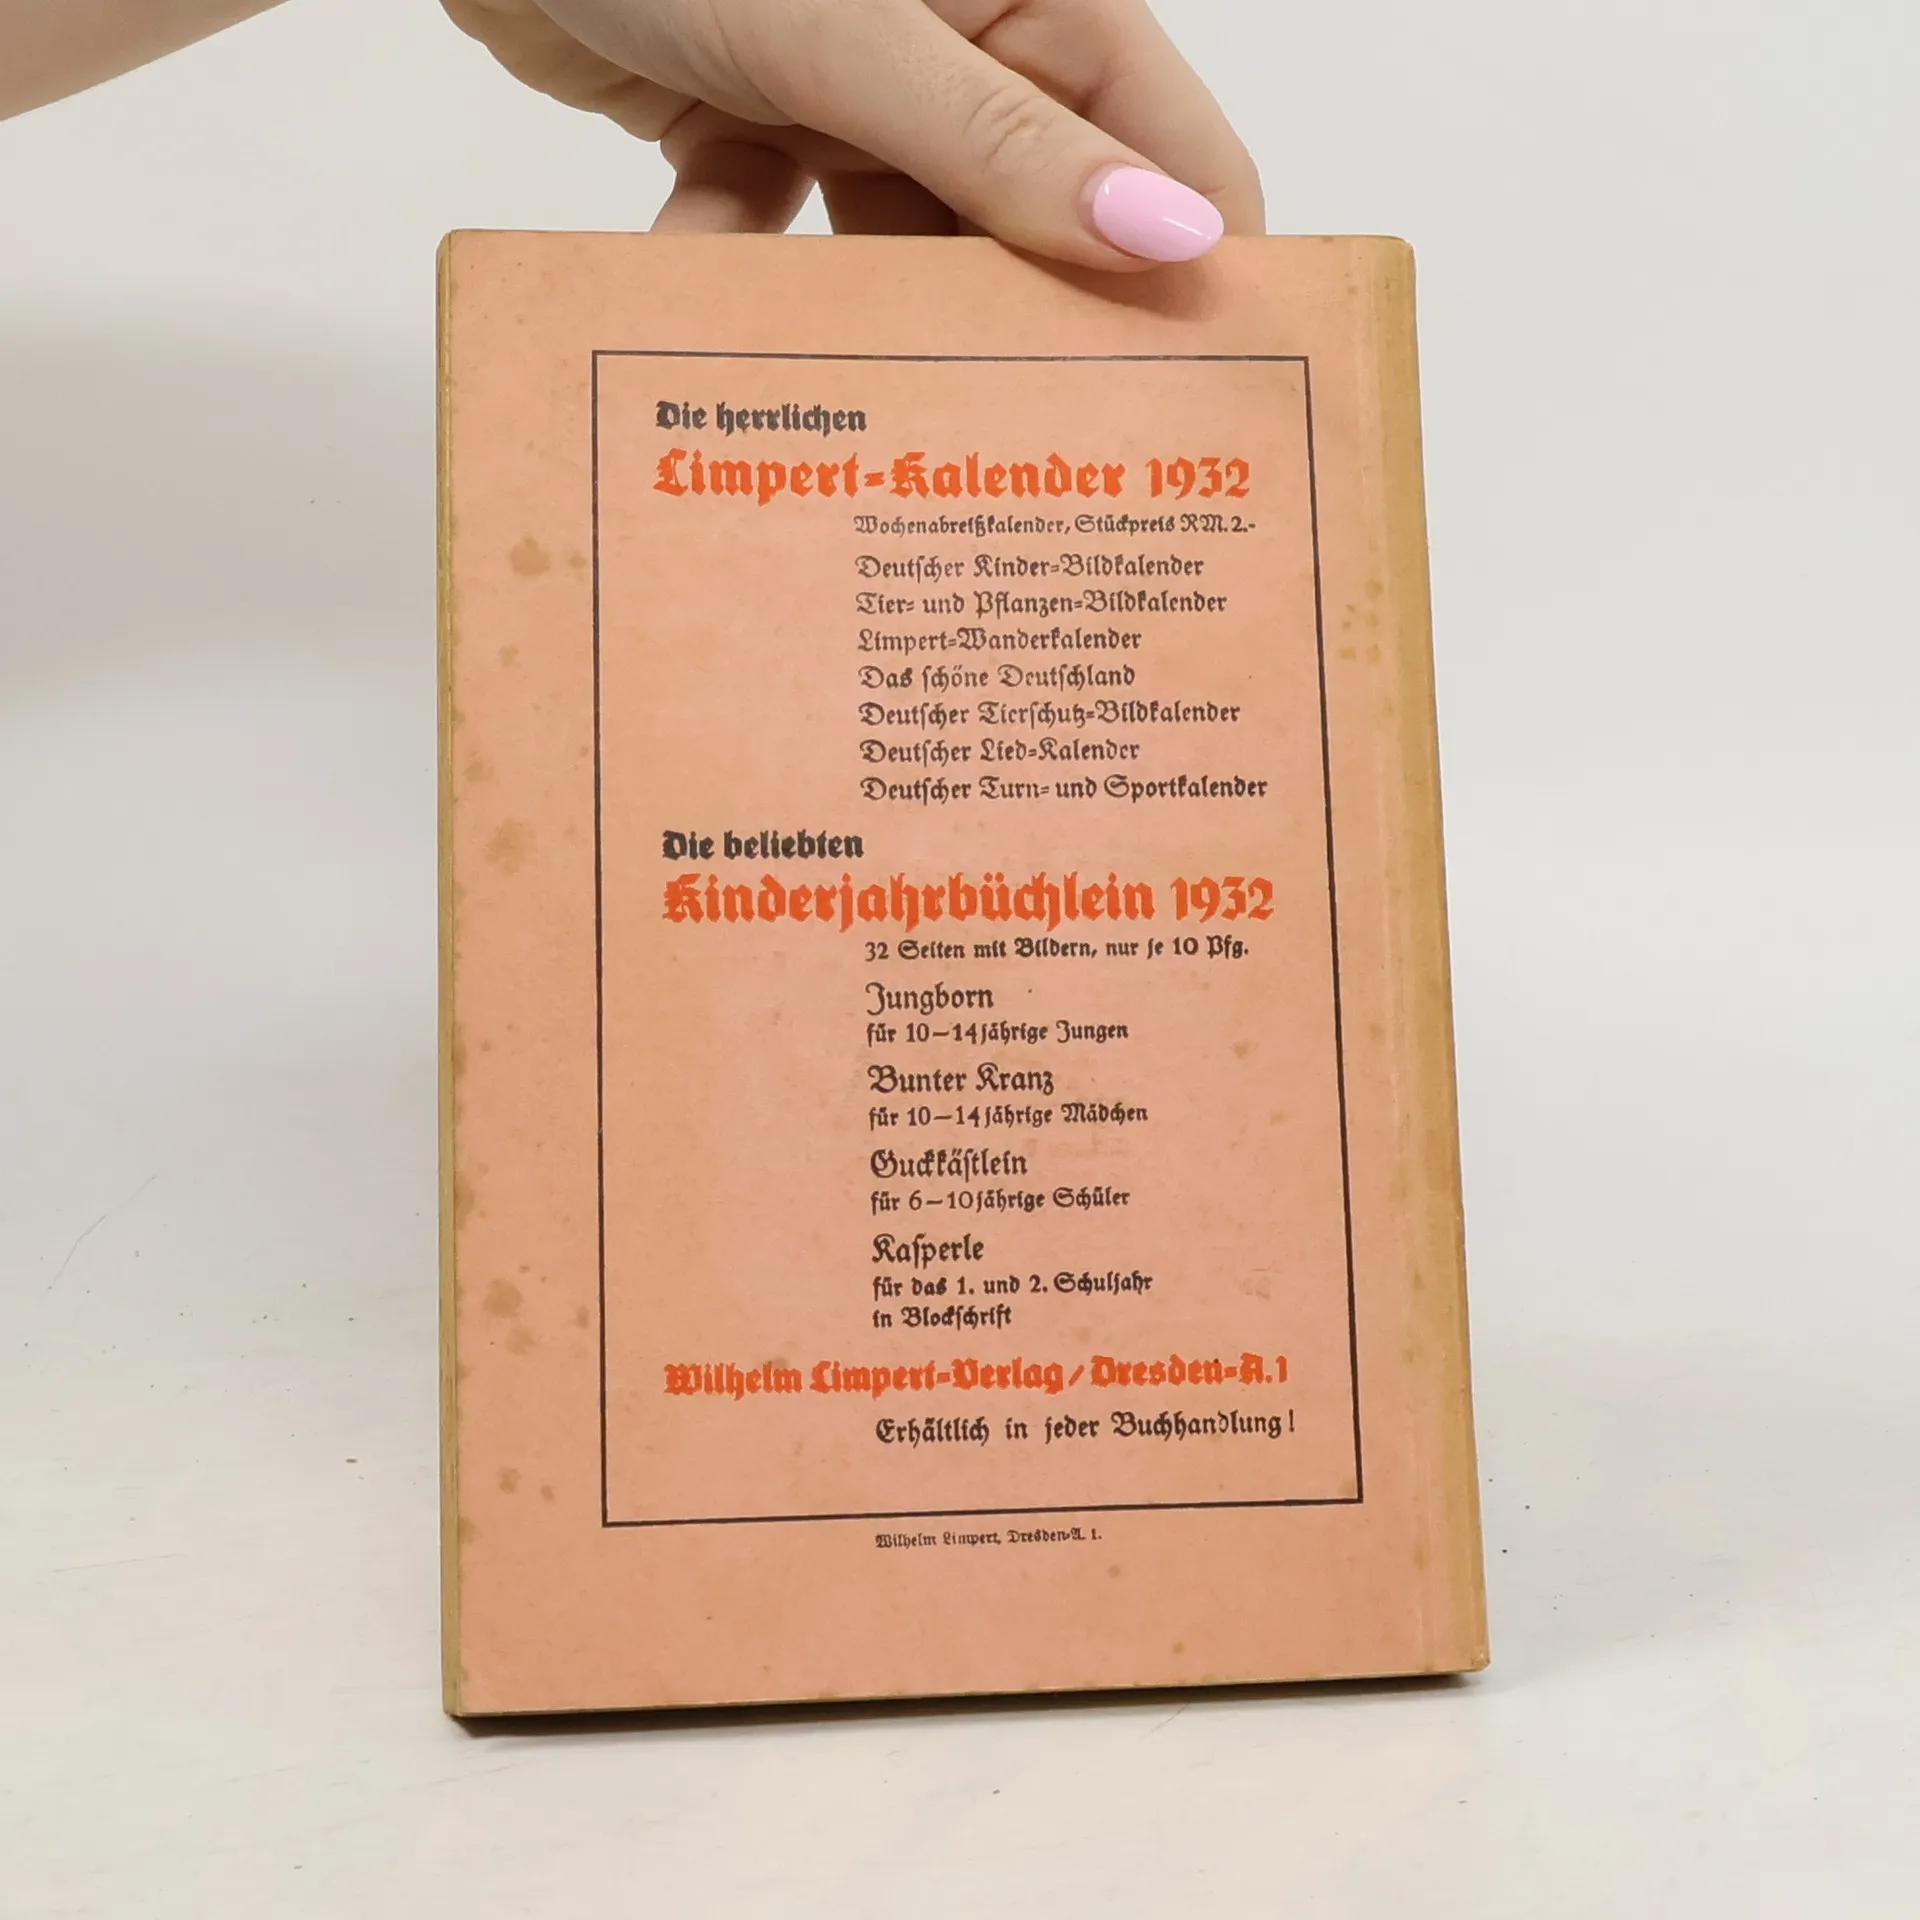 Die herrlichen
Limpert=Kalender 1932
Wochenabreißkalender, Stückpreis RM. 2.-
Deutſcher Kinder=Bildkalender
Tier= und Pflanzen=Bildkalender
Limpert=Wanderkalender
Das ſchöne Deutſchland
Deutſcher Tierſchutz=Bildkalender
Deutſcher Lied=Kalender
Deutſcher Turn= und Sportkalender
Die beliebten
Kinderjahrbüchlein 1932
32 Seiten mit Bildern, nur je 10 Pfg.
Jungborn
für 10—14jährige Jungen
Bunter Kranz
für 10—14jährige Mädchen
Guckkäſtlein
für 6—10jährige Schüler
Kaſperle
für das 1. und 2. Schuljahr
in Blockſchrift
Wilhelm Limpert=Verlag / Dresden=A. 1
Erhältlich in jeder Buchhandlung!
Wilhelm Limpert, Dresden=A. 1.